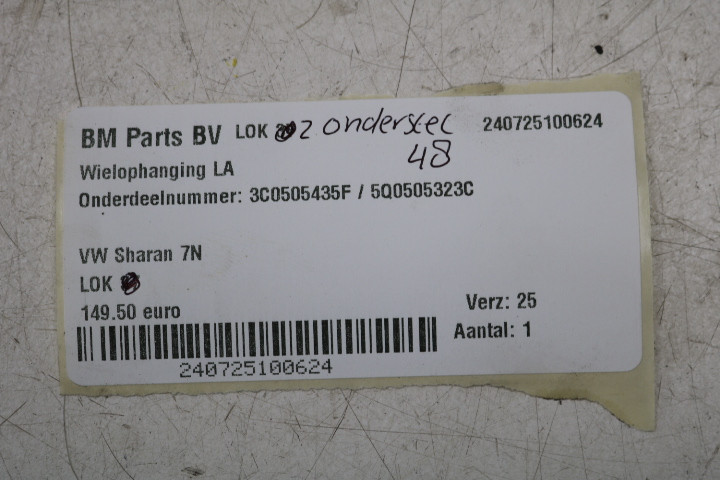 BM Parts BV LOK 2 onderstel 240725100624
48
Wielophanging LA
Onderdeelnummer: 3C0505435F / 5Q0505323C
VW Sharan 7N
LOK
149.50 euro
Verz: 25
Aantal: 1
240725100624